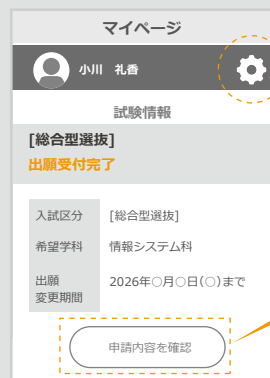 マイページ
小川 礼香
試験情報
[総合型選抜]
出願受付完了
入試区分 [総合型選抜]
希望学科 情報システム科
出願
変更期間 2026年○月○日(○)まで
申請内容を確認